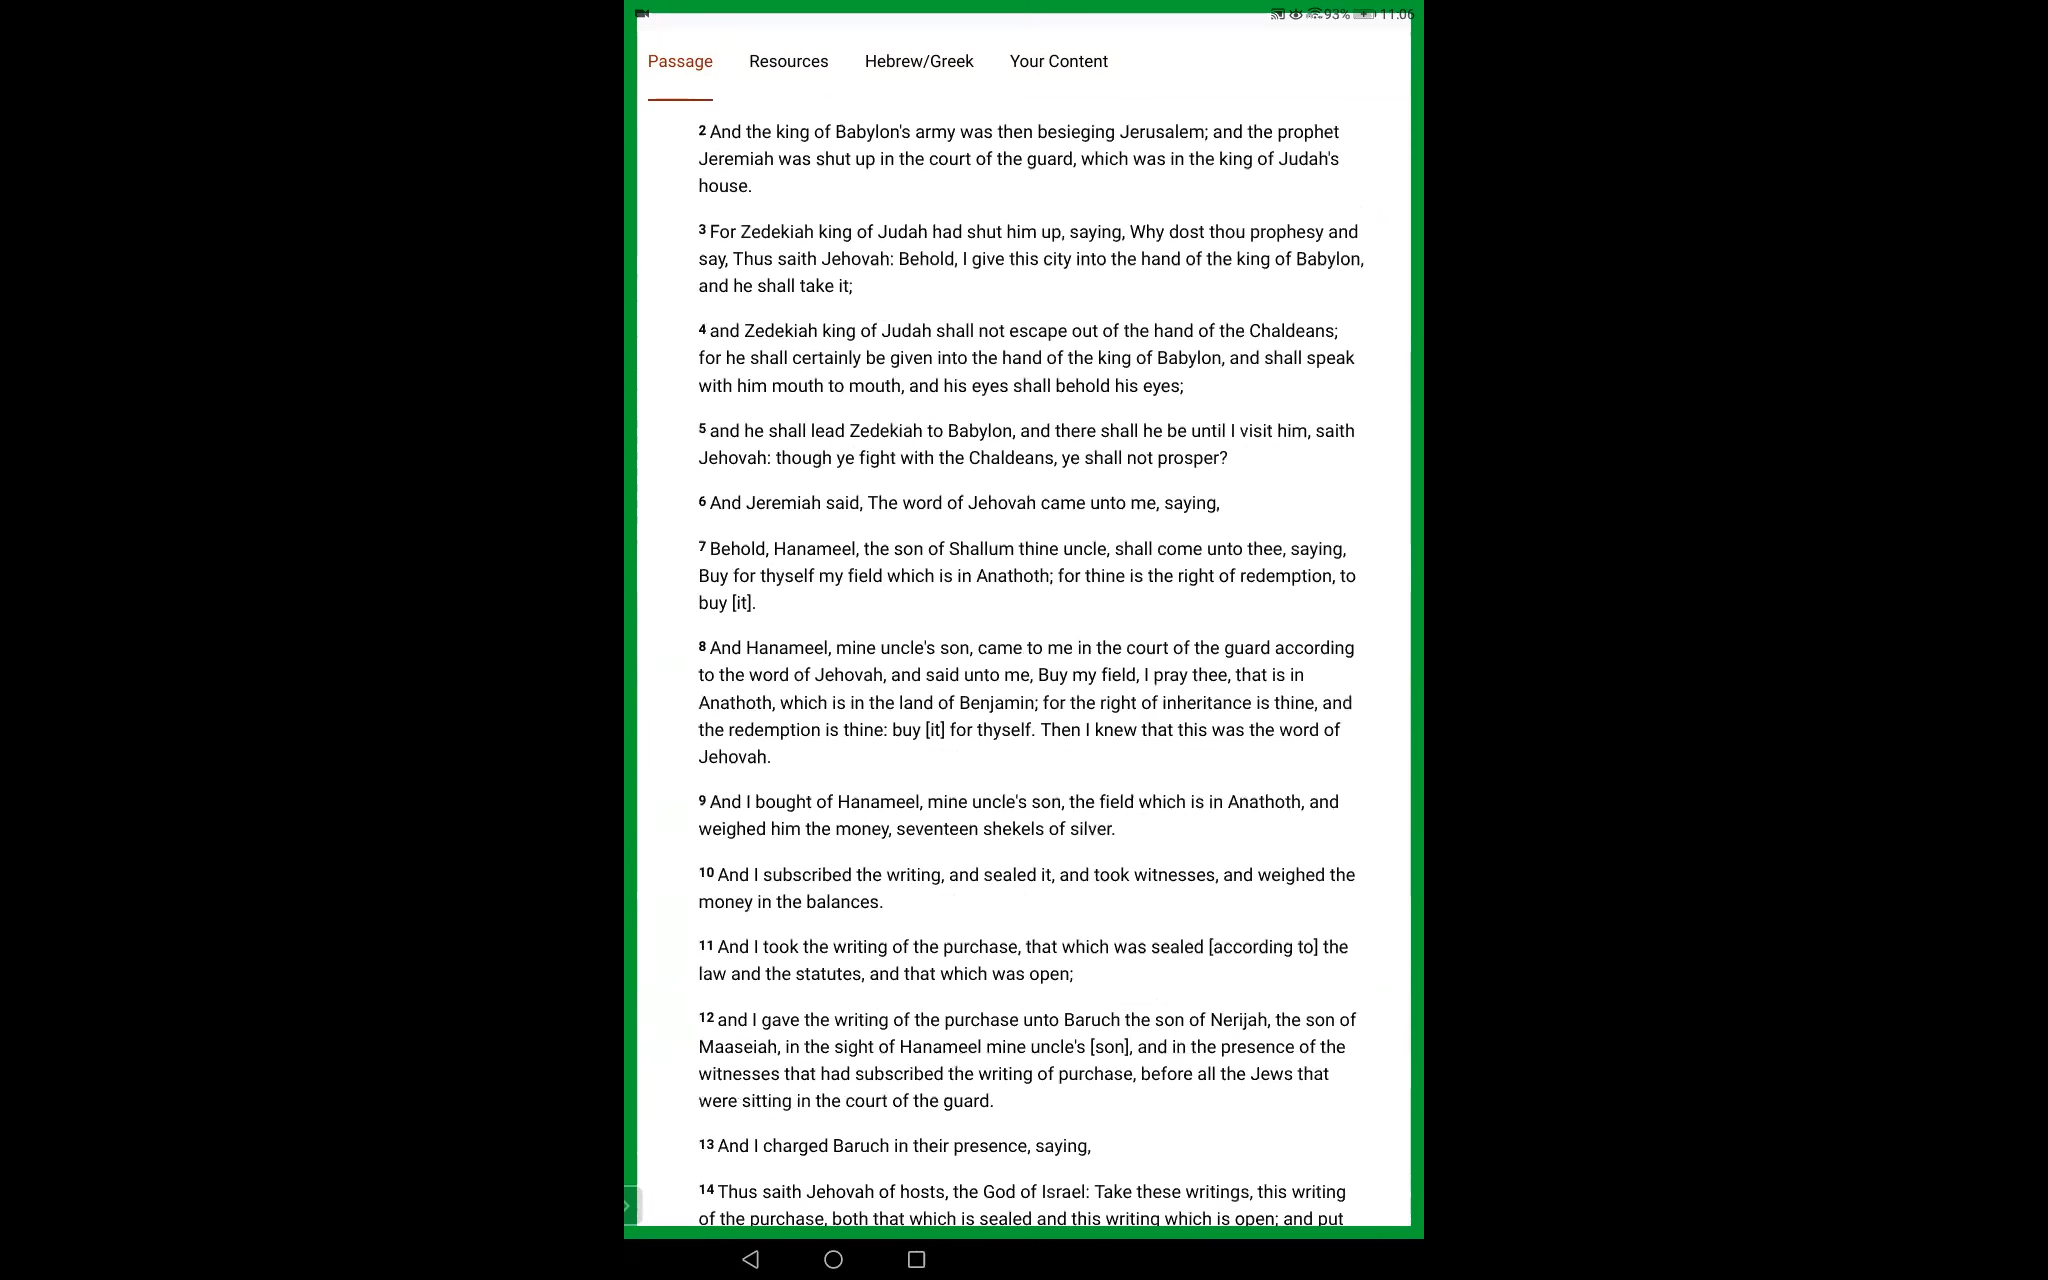 93% 11:06
Passage Resources Hebrew/Greek Your Content
2 And the king of Babylon's army was then besieging Jerusalem; and the prophet
Jeremiah was shut up in the court of the guard, which was in the king of Judah's
house.
3 For Zedekiah king of Judah had shut him up, saying, Why dost thou prophesy and
say, Thus saith Jehovah: Behold, I give this city into the hand of the king of Babylon,
and he shall take it;
4 and Zedekiah king of Judah shall not escape out of the hand of the Chaldeans;
for he shall certainly be given into the hand of the king of Babylon, and shall speak
with him mouth to mouth, and his eyes shall behold his eyes;
5 and he shall lead Zedekiah to Babylon, and there shall he be until I visit him, saith
Jehovah: though ye fight with the Chaldeans, ye shall not prosper?
6 And Jeremiah said, The word of Jehovah came unto me, saying,
7 Behold, Hanameel, the son of Shallum thine uncle, shall come unto thee, saying,
Buy for thyself my field which is in Anathoth; for thine is the right of redemption, to
buy [it].
8 And Hanameel, mine uncle's son, came to me in the court of the guard according
to the word of Jehovah, and said unto me, Buy my field, I pray thee, that is in
Anathoth, which is in the land of Benjamin; for the right of inheritance is thine, and
the redemption is thine: buy [it] for thyself. Then I knew that this was the word of
Jehovah.
9 And I bought of Hanameel, mine uncle's son, the field which is in Anathoth, and
weighed him the money, seventeen shekels of silver.
10 And I subscribed the writing, and sealed it, and took witnesses, and weighed the
money in the balances.
11 And I took the writing of the purchase, that which was sealed [according to] the
law and the statutes, and that which was open;
12 and I gave the writing of the purchase unto Baruch the son of Nerijah, the son of
Maaseiah, in the sight of Hanameel mine uncle's [son], and in the presence of the
witnesses that had subscribed the writing of purchase, before all the Jews that
were sitting in the court of the guard.
13 And I charged Baruch in their presence, saying,
14 Thus saith Jehovah of hosts, the God of Israel: Take these writings, this writing
of the purchase, both that which is sealed and this writing which is open; and put